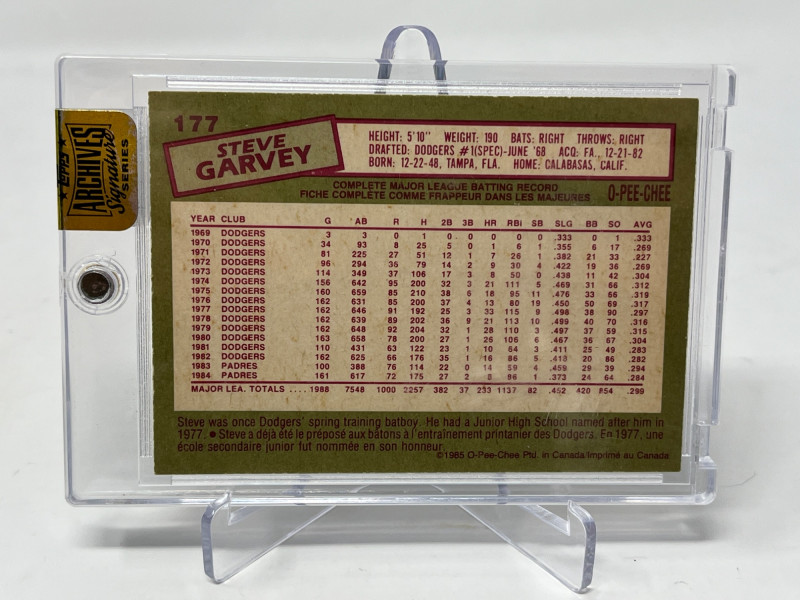 Topps
ARCHIVES
Signature
SERIES
177
STEVE
GARVEY
HEIGHT: 5'10" WEIGHT: 190 BATS: RIGHT THROWS: RIGHT
DRAFTED: DODGERS #1(SPEC)-JUNE '68 ACQ: FA., 12-21-82
BORN: 12-22-48, TAMPA, FLA. HOME: CALABASAS, CALIF.
COMPLETE MAJOR LEAGUE BATTING RECORD
FICHE COMPLÈTE COMME FRAPPEUR DANS LES MAJEURES
O-PEE-CHEE
YEAR CLUB G AB R H 2B 3B HR RBI SB SLG BB SO AVG
1969 DODGERS 3 3 0 1 0 0 0 0 0 .333 0 1 .333
1970 DODGERS 34 93 8 25 5 0 1 6 1 .355 6 17 .269
1971 DODGERS 81 225 27 51 12 1 7 26 1 .382 21 33 .227
1972 DODGERS 96 294 36 79 14 2 9 30 4 .422 19 36 .269
1973 DODGERS 114 349 37 106 17 3 8 50 0 .438 11 42 .304
1974 DODGERS 156 642 95 200 32 3 21 111 5 .469 31 66 .312
1975 DODGERS 160 659 85 210 38 6 18 95 11 .476 33 66 .319
1976 DODGERS 162 631 85 200 37 4 13 80 19 .450 50 69 .317
1977 DODGERS 162 646 91 192 25 3 33 115 9 .498 38 90 .297
1978 DODGERS 162 639 89 202 36 9 21 113 10 .499 40 70 .316
1979 DODGERS 162 648 92 204 32 1 28 110 3 .497 37 59 .315
1980 DODGERS 163 658 78 200 27 1 26 106 6 .467 36 67 .304
1981 DODGERS 110 431 63 122 23 1 10 64 3 .411 25 49 .283
1982 DODGERS 162 625 66 176 35 1 16 86 5 .418 20 86 .282
1983 PADRES 100 388 76 114 22 0 14 59 4 .459 29 39 .294
1984 PADRES 161 617 72 175 27 2 8 86 1 .373 24 64 .284
MAJOR LEA. TOTALS .... 1988 7548 1000 2257 382 37 233 1137 82 .452 420 854 .299
Steve was once Dodgers' spring training batboy. He had a Junior High School named after him in
1977. ● Steve a déjà été le préposé aux bâtons à l'entraînement printanier des Dodgers. En 1977, une
école secondaire junior fut nommée en son honneur.
©1985 O-Pee-Chee Ptd. in Canada/Imprimé au Canada